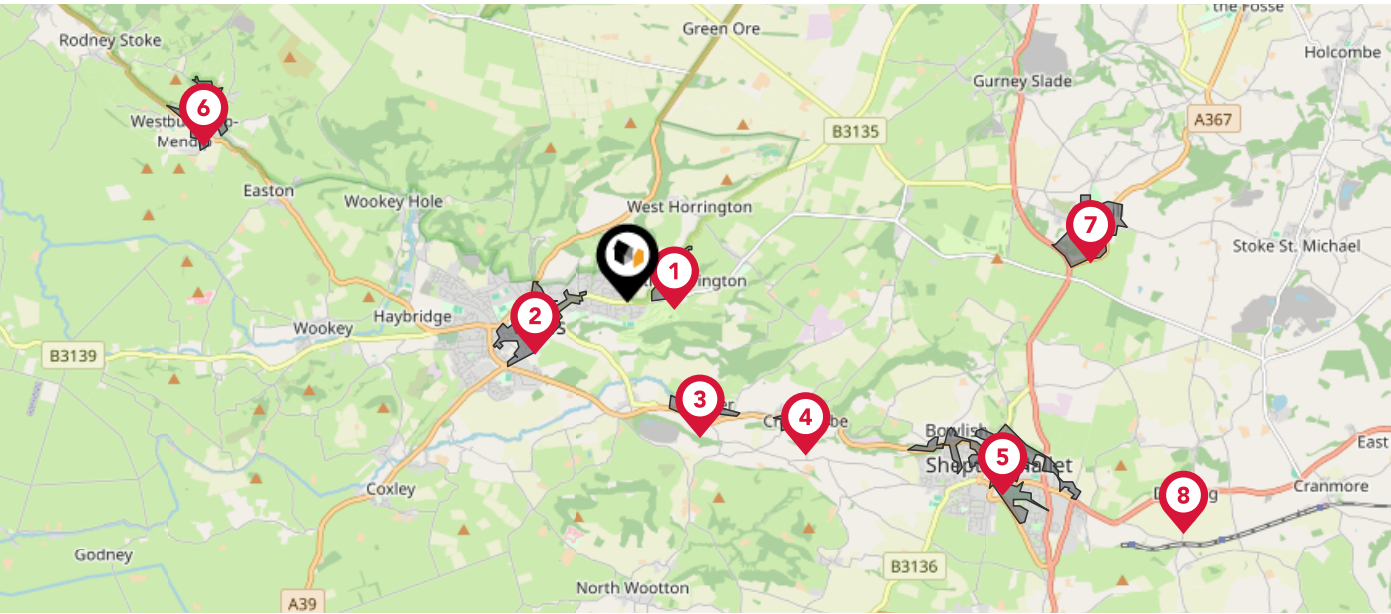 the Fosse
Rodney Stoke
Green Ore
Holcombe
Gurney Slade
6
A367
B3135
Easton
Wookey Hole
West Horrington
7
Stoke St. Michael
1
Haybridge
2
Wookey
B3139
3
4
Bowlish
5
East
Coxley
8
Cranmore
Godney
B3136
North Wootton
A39